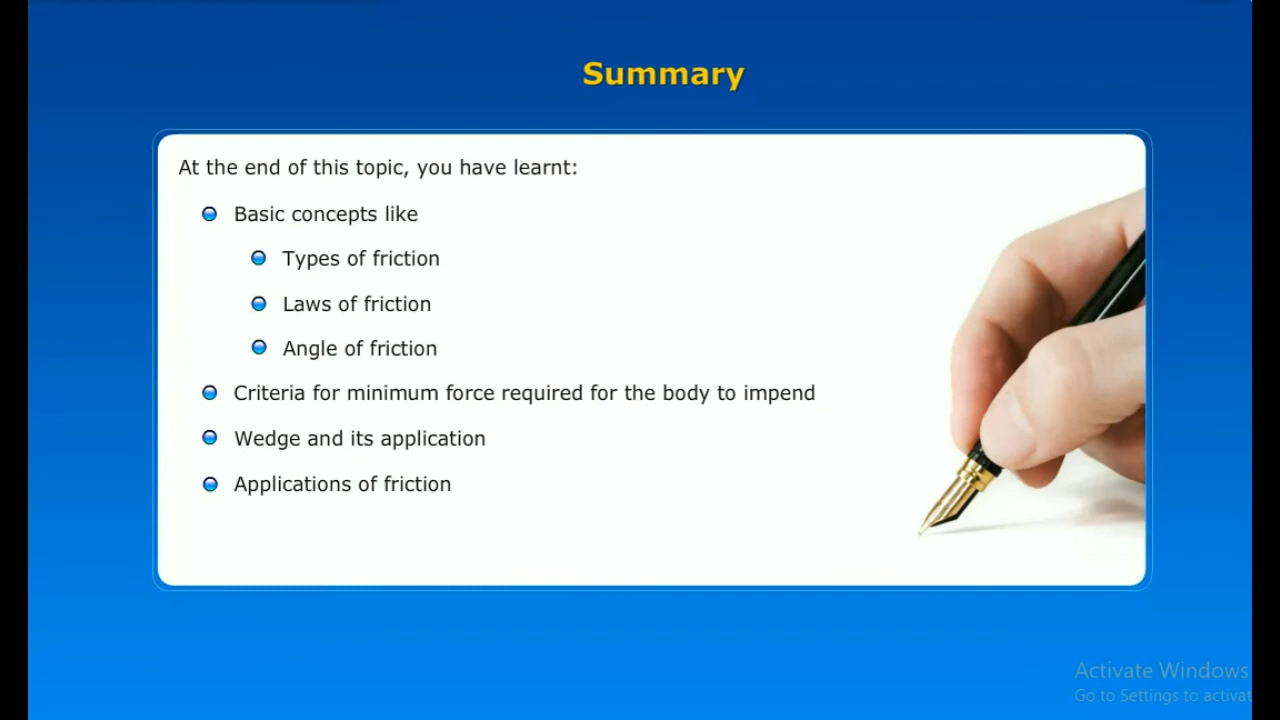 Summary
At the end of this topic, you have learnt:
Basic concepts like
Types of friction
Laws of friction
Angle of friction
Criteria for minimum force required for the body to impend
Wedge and its application
Applications of friction
Activate Windows
Go to Settings to activat